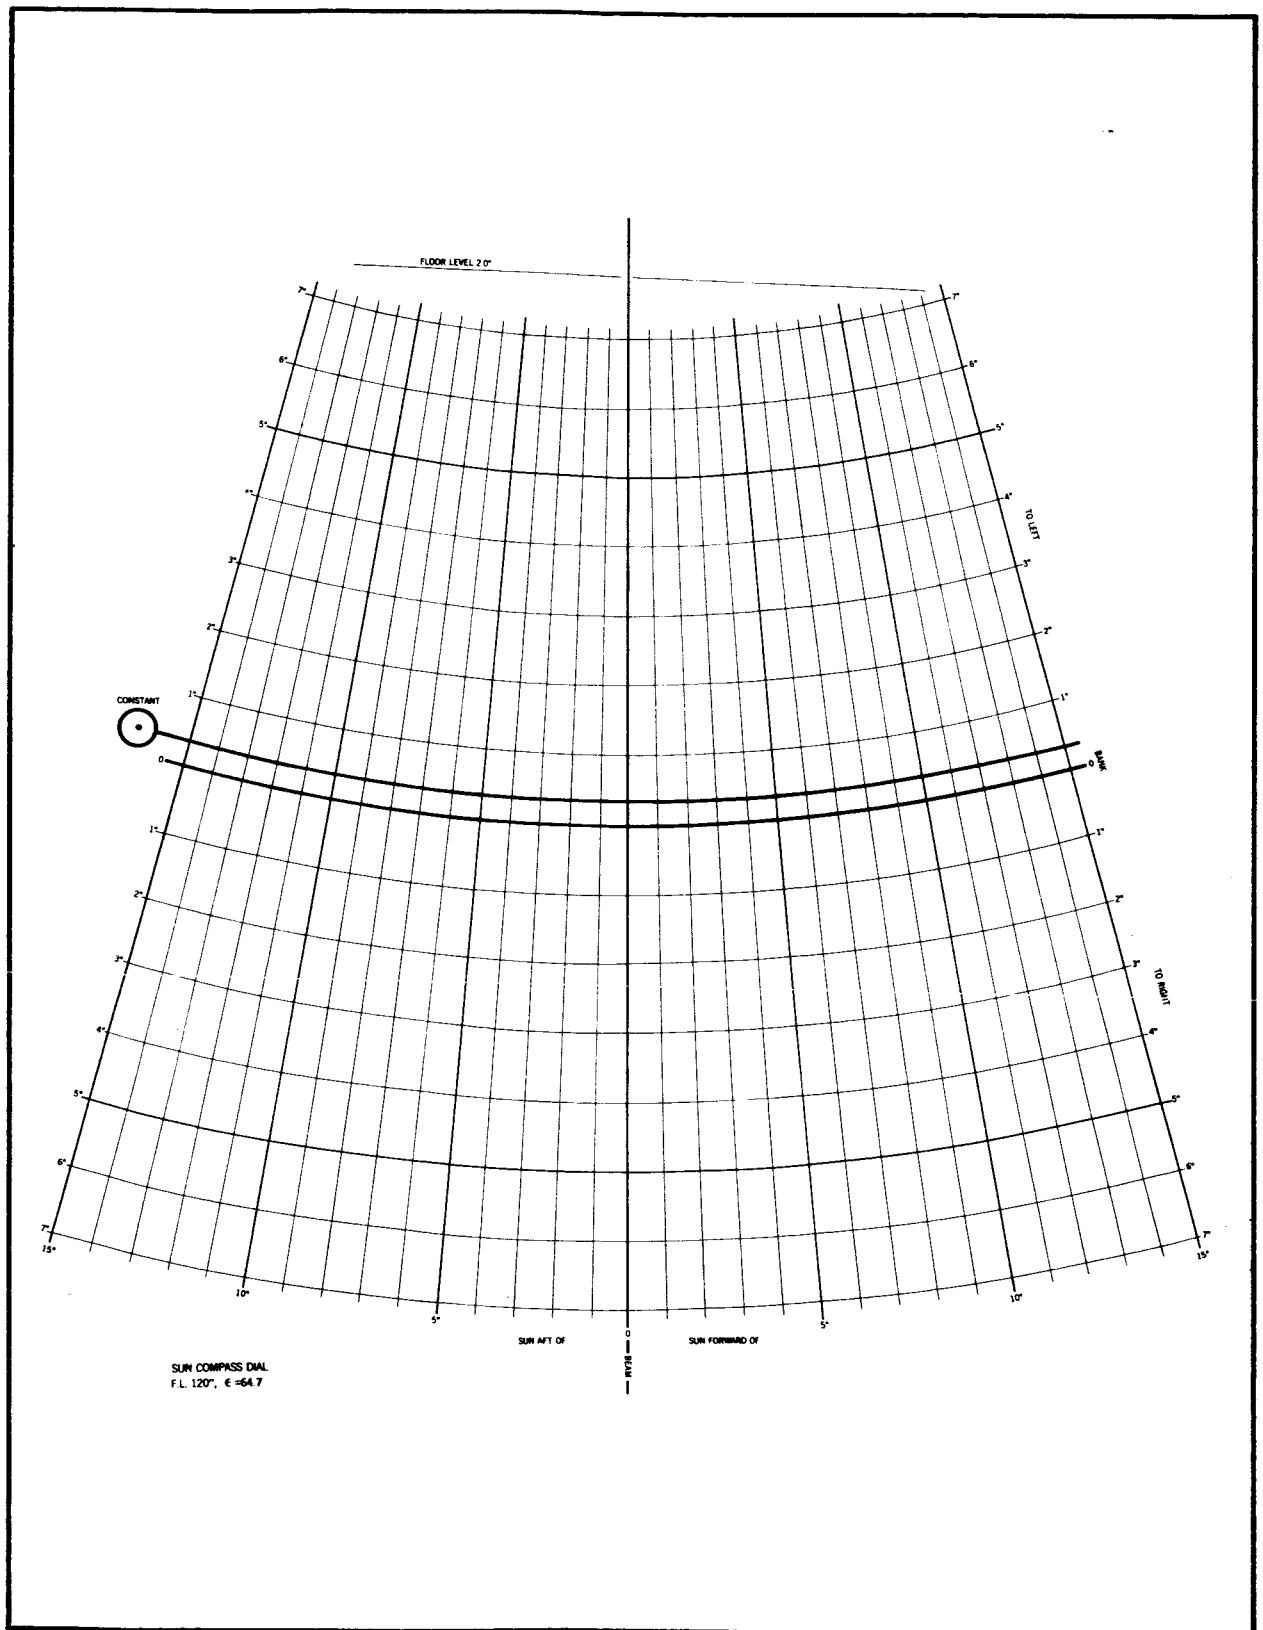 FLOOR LEVEL 2.0°
7° 7°
6° 6°
5° 5°
4° 4°
TO LEFT
3° 3°
2° 2°
1° 1°
CONSTANT
0 0
BANK
1° 1°
2° 2°
3° 3°
TO RIGHT
4° 4°
5° 5°
6° 6°
7° 7°
15° 15°
10° 10°
5° 5°
SUN AFT OF 0 SUN FORWARD OF
BEAM
SUN COMPASS DIAL
F.L. 120", € =64.7